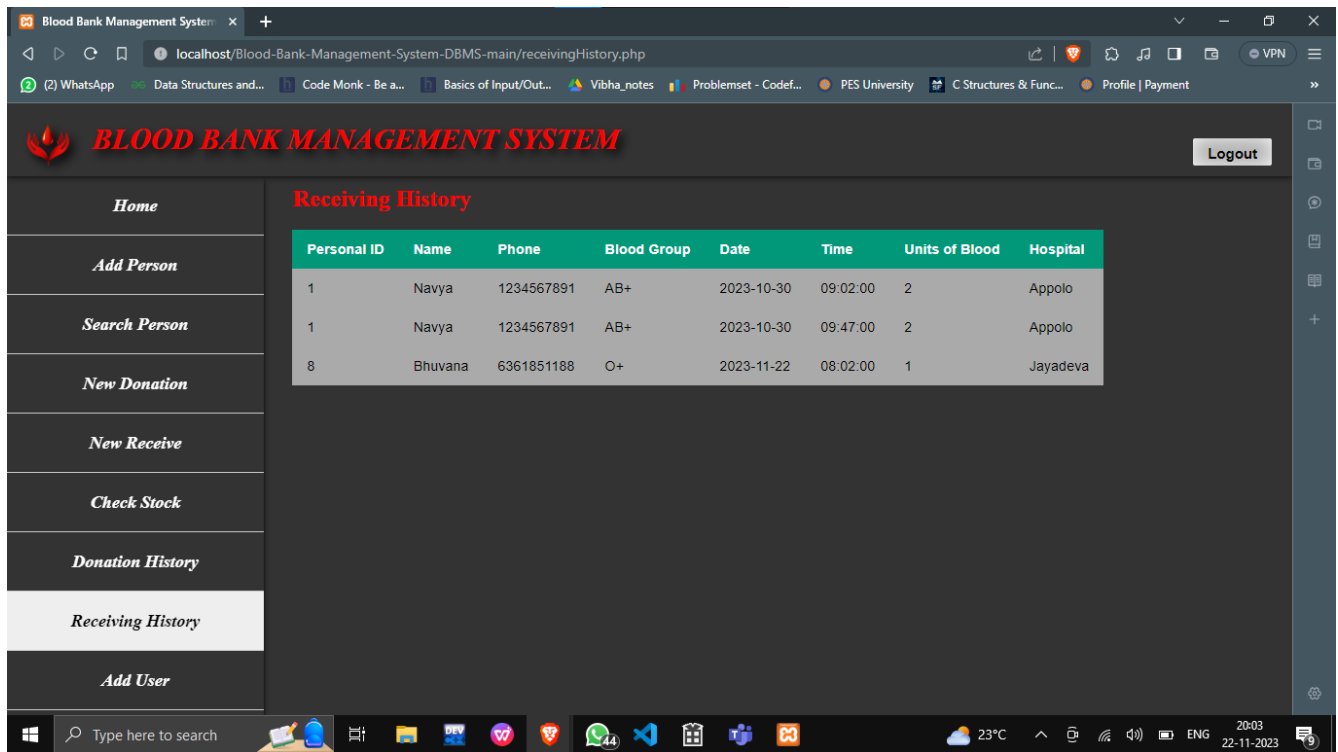 Blood Bank Management System
localhost/Blood-Bank-Management-System-DBMS-main/receivingHistory.php
VPN
(2) WhatsApp Data Structures and... Code Monk - Be a... Basics of Input/Out... Vibha_notes Problemset - Codef... PES University C Structures & Func... Profile | Payment
BLOOD BANK MANAGEMENT SYSTEM
Logout
Home
Add Person
Search Person
New Donation
New Receive
Check Stock
Donation History
Receiving History
Add User
Receiving History
Personal ID Name Phone Blood Group Date Time Units of Blood Hospital
1 Navya 1234567891 AB+ 2023-10-30 09:02:00 2 Appolo
1 Navya 1234567891 AB+ 2023-10-30 09:47:00 2 Appolo
8 Bhuvana 6361851188 O+ 2023-11-22 08:02:00 1 Jayadeva
Type here to search
DEV
44
23°C
ENG
20:03
22-11-2023
9